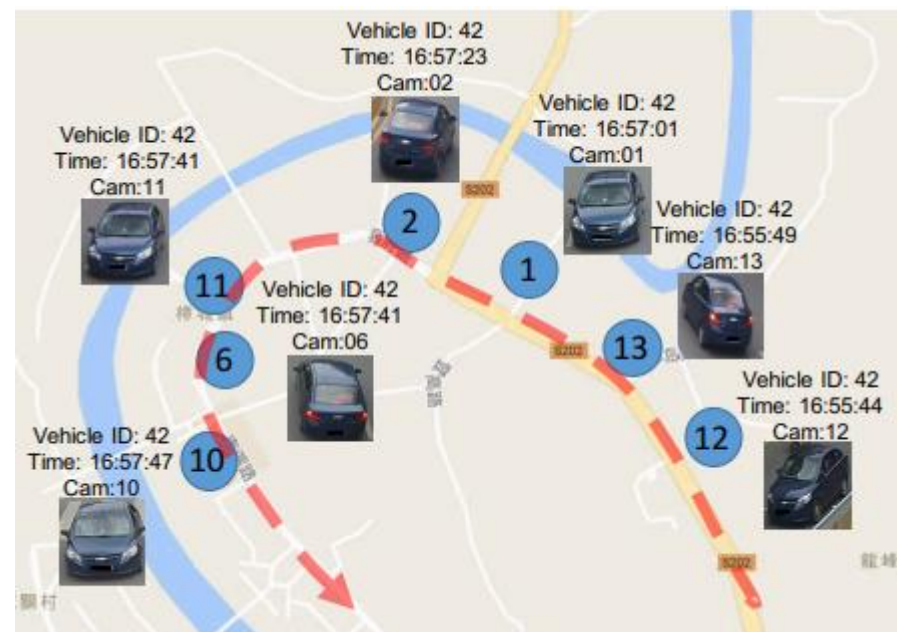 Vehicle ID: 42
Time: 16:57:23
Cam:02
Vehicle ID: 42
Time: 16:57:01
Cam:01
Vehicle ID: 42
Time: 16:57:41
Cam:11
S202
2
Vehicle ID: 42
Time: 16:55:49
Cam:13
1
11
Vehicle ID: 42
Time: 16:57:41
Cam:06
6
13
S202
Vehicle ID: 42
Time: 16:55:44
Cam:12
12
Vehicle ID: 42
Time: 16:57:47
Cam:10
10
S202